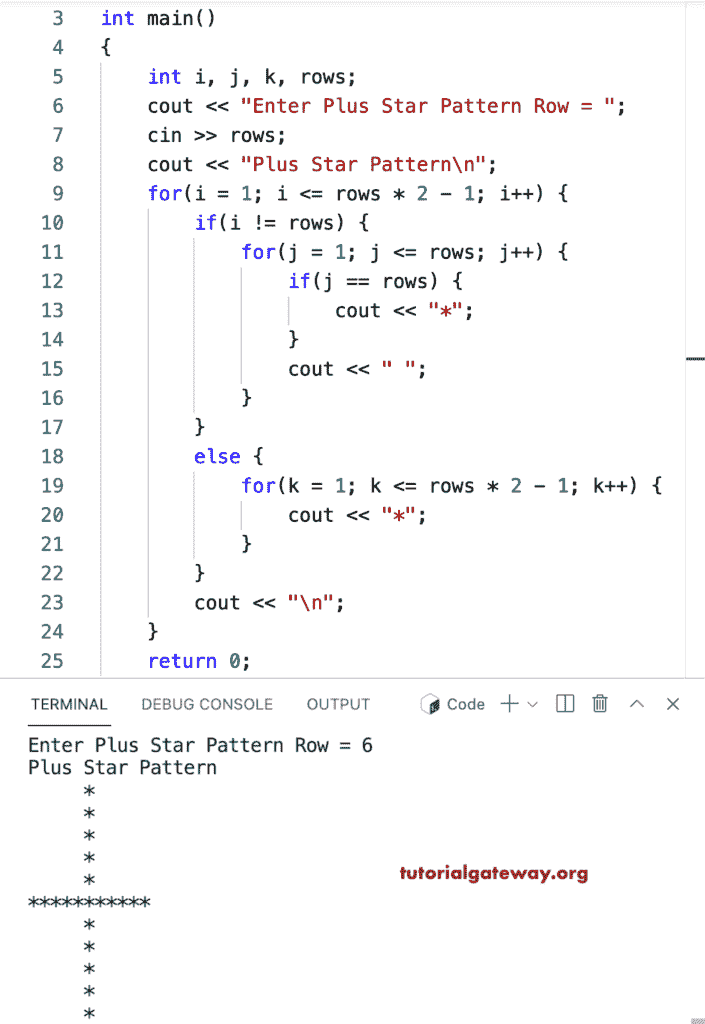 3 int main()
4 {
5     int i, j, k, rows;
6     cout << "Enter Plus Star Pattern Row = ";
7     cin >> rows;
8     cout << "Plus Star Pattern\n";
9     for(i = 1; i <= rows * 2 - 1; i++) {
10         if(i != rows) {
11             for(j = 1; j <= rows; j++) {
12                 if(j == rows) {
13                     cout << "*";
14                 }
15                 cout << " ";
16             }
17         }
18         else {
19             for(k = 1; k <= rows * 2 - 1; k++) {
20                 cout << "*";
21             }
22         }
23         cout << "\n";
24     }
25     return 0;
TERMINAL DEBUG CONSOLE OUTPUT Code
Enter Plus Star Pattern Row = 6
Plus Star Pattern
     *
     *
     *
     *
     *
tutorialgateway.org
***********
     *
     *
     *
     *
     *